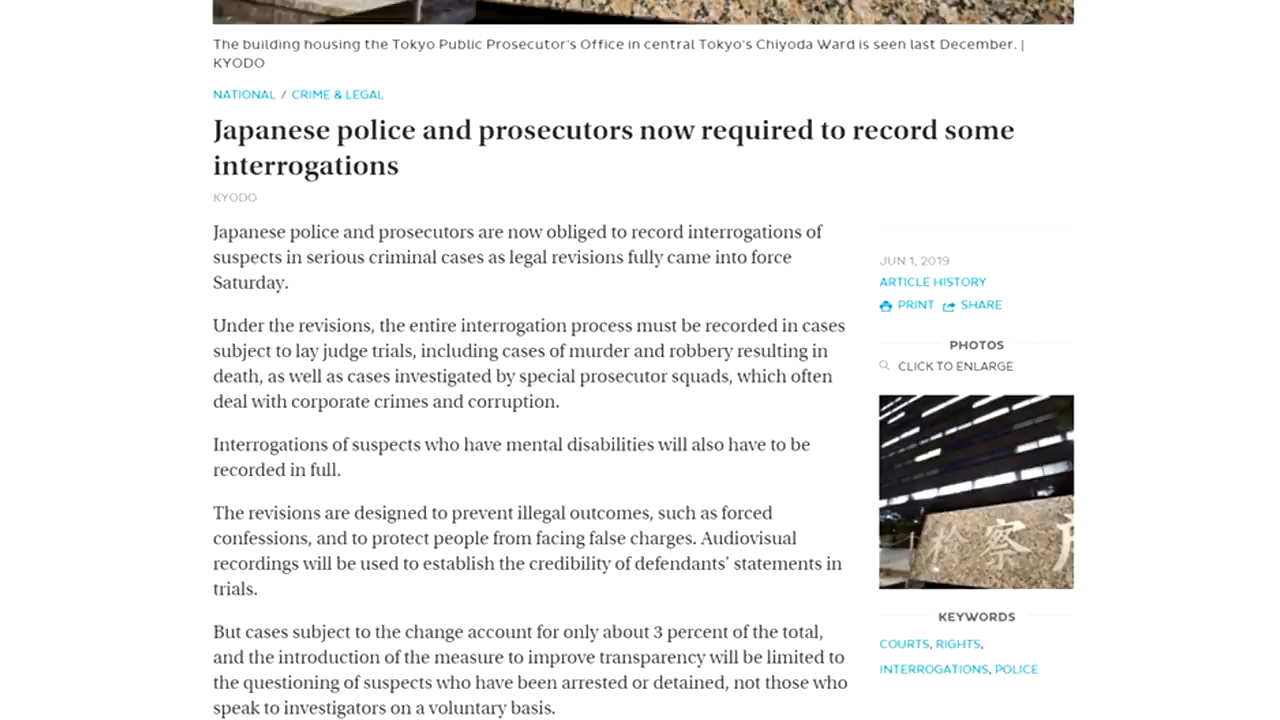 The building housing the Tokyo Public Prosecutor's Office in central Tokyo's Chiyoda Ward is seen last December. |
KYODO
NATIONAL / CRIME & LEGAL
Japanese police and prosecutors now required to record some
interrogations
KYODO
Japanese police and prosecutors are now obliged to record interrogations of
suspects in serious criminal cases as legal revisions fully came into force
Saturday.
Under the revisions, the entire interrogation process must be recorded in cases
subject to lay judge trials, including cases of murder and robbery resulting in
death, as well as cases investigated by special prosecutor squads, which often
deal with corporate crimes and corruption.
Interrogations of suspects who have mental disabilities will also have to be
recorded in full.
The revisions are designed to prevent illegal outcomes, such as forced
confessions, and to protect people from facing false charges. Audiovisual
recordings will be used to establish the credibility of defendants' statements in
trials.
But cases subject to the change account for only about 3 percent of the total,
and the introduction of the measure to improve transparency will be limited to
the questioning of suspects who have been arrested or detained, not those who
speak to investigators on a voluntary basis.
JUN 1, 2019
ARTICLE HISTORY
PRINT SHARE
PHOTOS
CLICK TO ENLARGE
検察
KEYWORDS
COURTS, RIGHTS,
INTERROGATIONS, POLICE